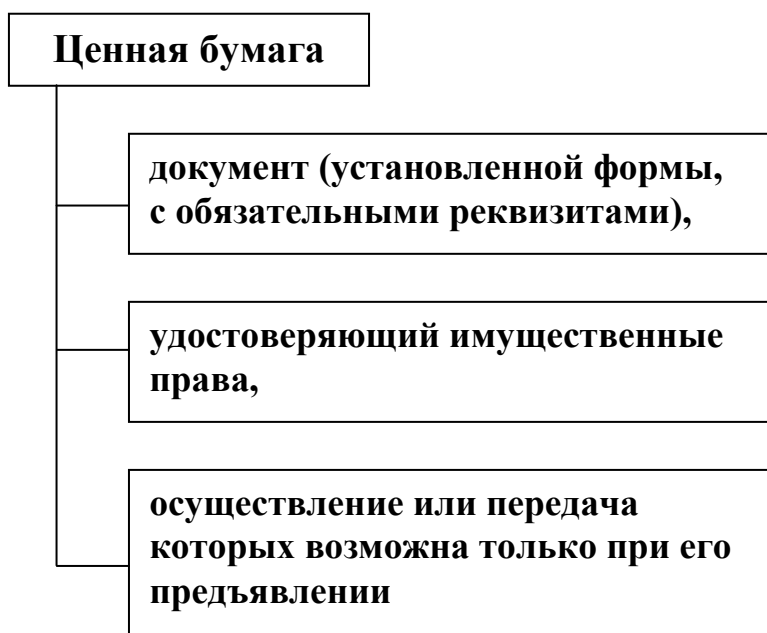 Ценная бумага
документ (установленной формы,
с обязательными реквизитами),
удостоверяющий имущественные
права,
осуществление или передача
которых возможна только при его
предъявлении